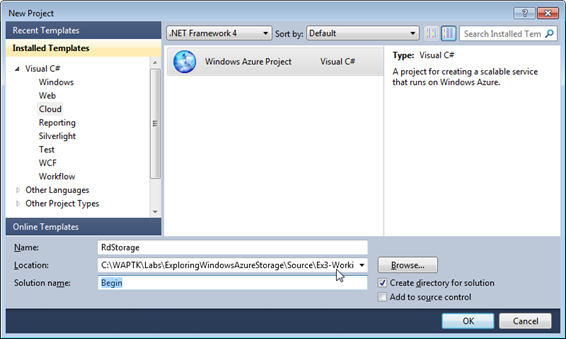 New Project
Recent Templates
.NET Framework 4 Sort by: Default Search Installed Tem
Installed Templates
Visual C#
Windows
Web
Cloud
Reporting
Silverlight
Test
WCF
Workflow
Other Languages
Other Project Types
Online Templates
Windows Azure Project Visual C#
Type: Visual C#
A project for creating a scalable service
that runs on Windows Azure.
Name: RdStorage
Location: C:\WAPTK\Labs\ExploringWindowsAzureStorage\Source\Ex3-Worki Browse...
Solution name: Begin Create directory for solution
Add to source control
OK Cancel